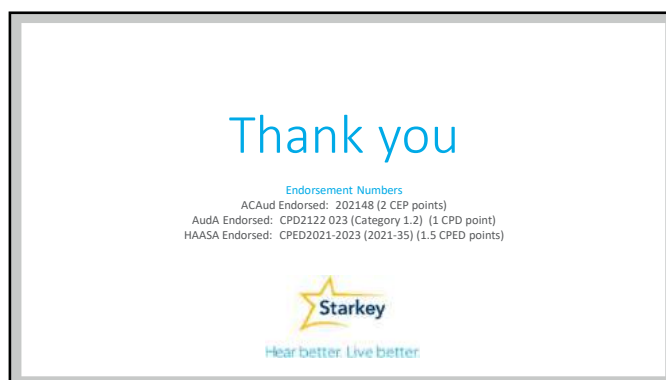 Thank you
Endorsement Numbers
ACAud Endorsed: 202148 (2 CEP points)
AudA Endorsed: CPD2122 023 (Category 1.2) (1 CPD point)
HAASA Endorsed: CPED2021-2023 (2021-35) (1.5 CPED points)
Starkey
Hear better. Live better.